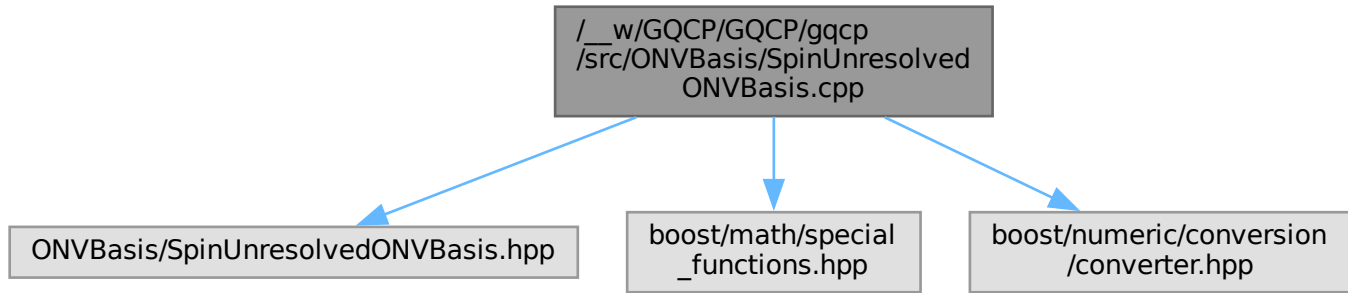 /__w/GQCP/GQCP/gqcp
/src/ONVBasis/SpinUnresolved
ONVBasis.cpp
ONVBasis/SpinUnresolvedONVBasis.hpp
boost/math/special
_functions.hpp
boost/numeric/conversion
/converter.hpp